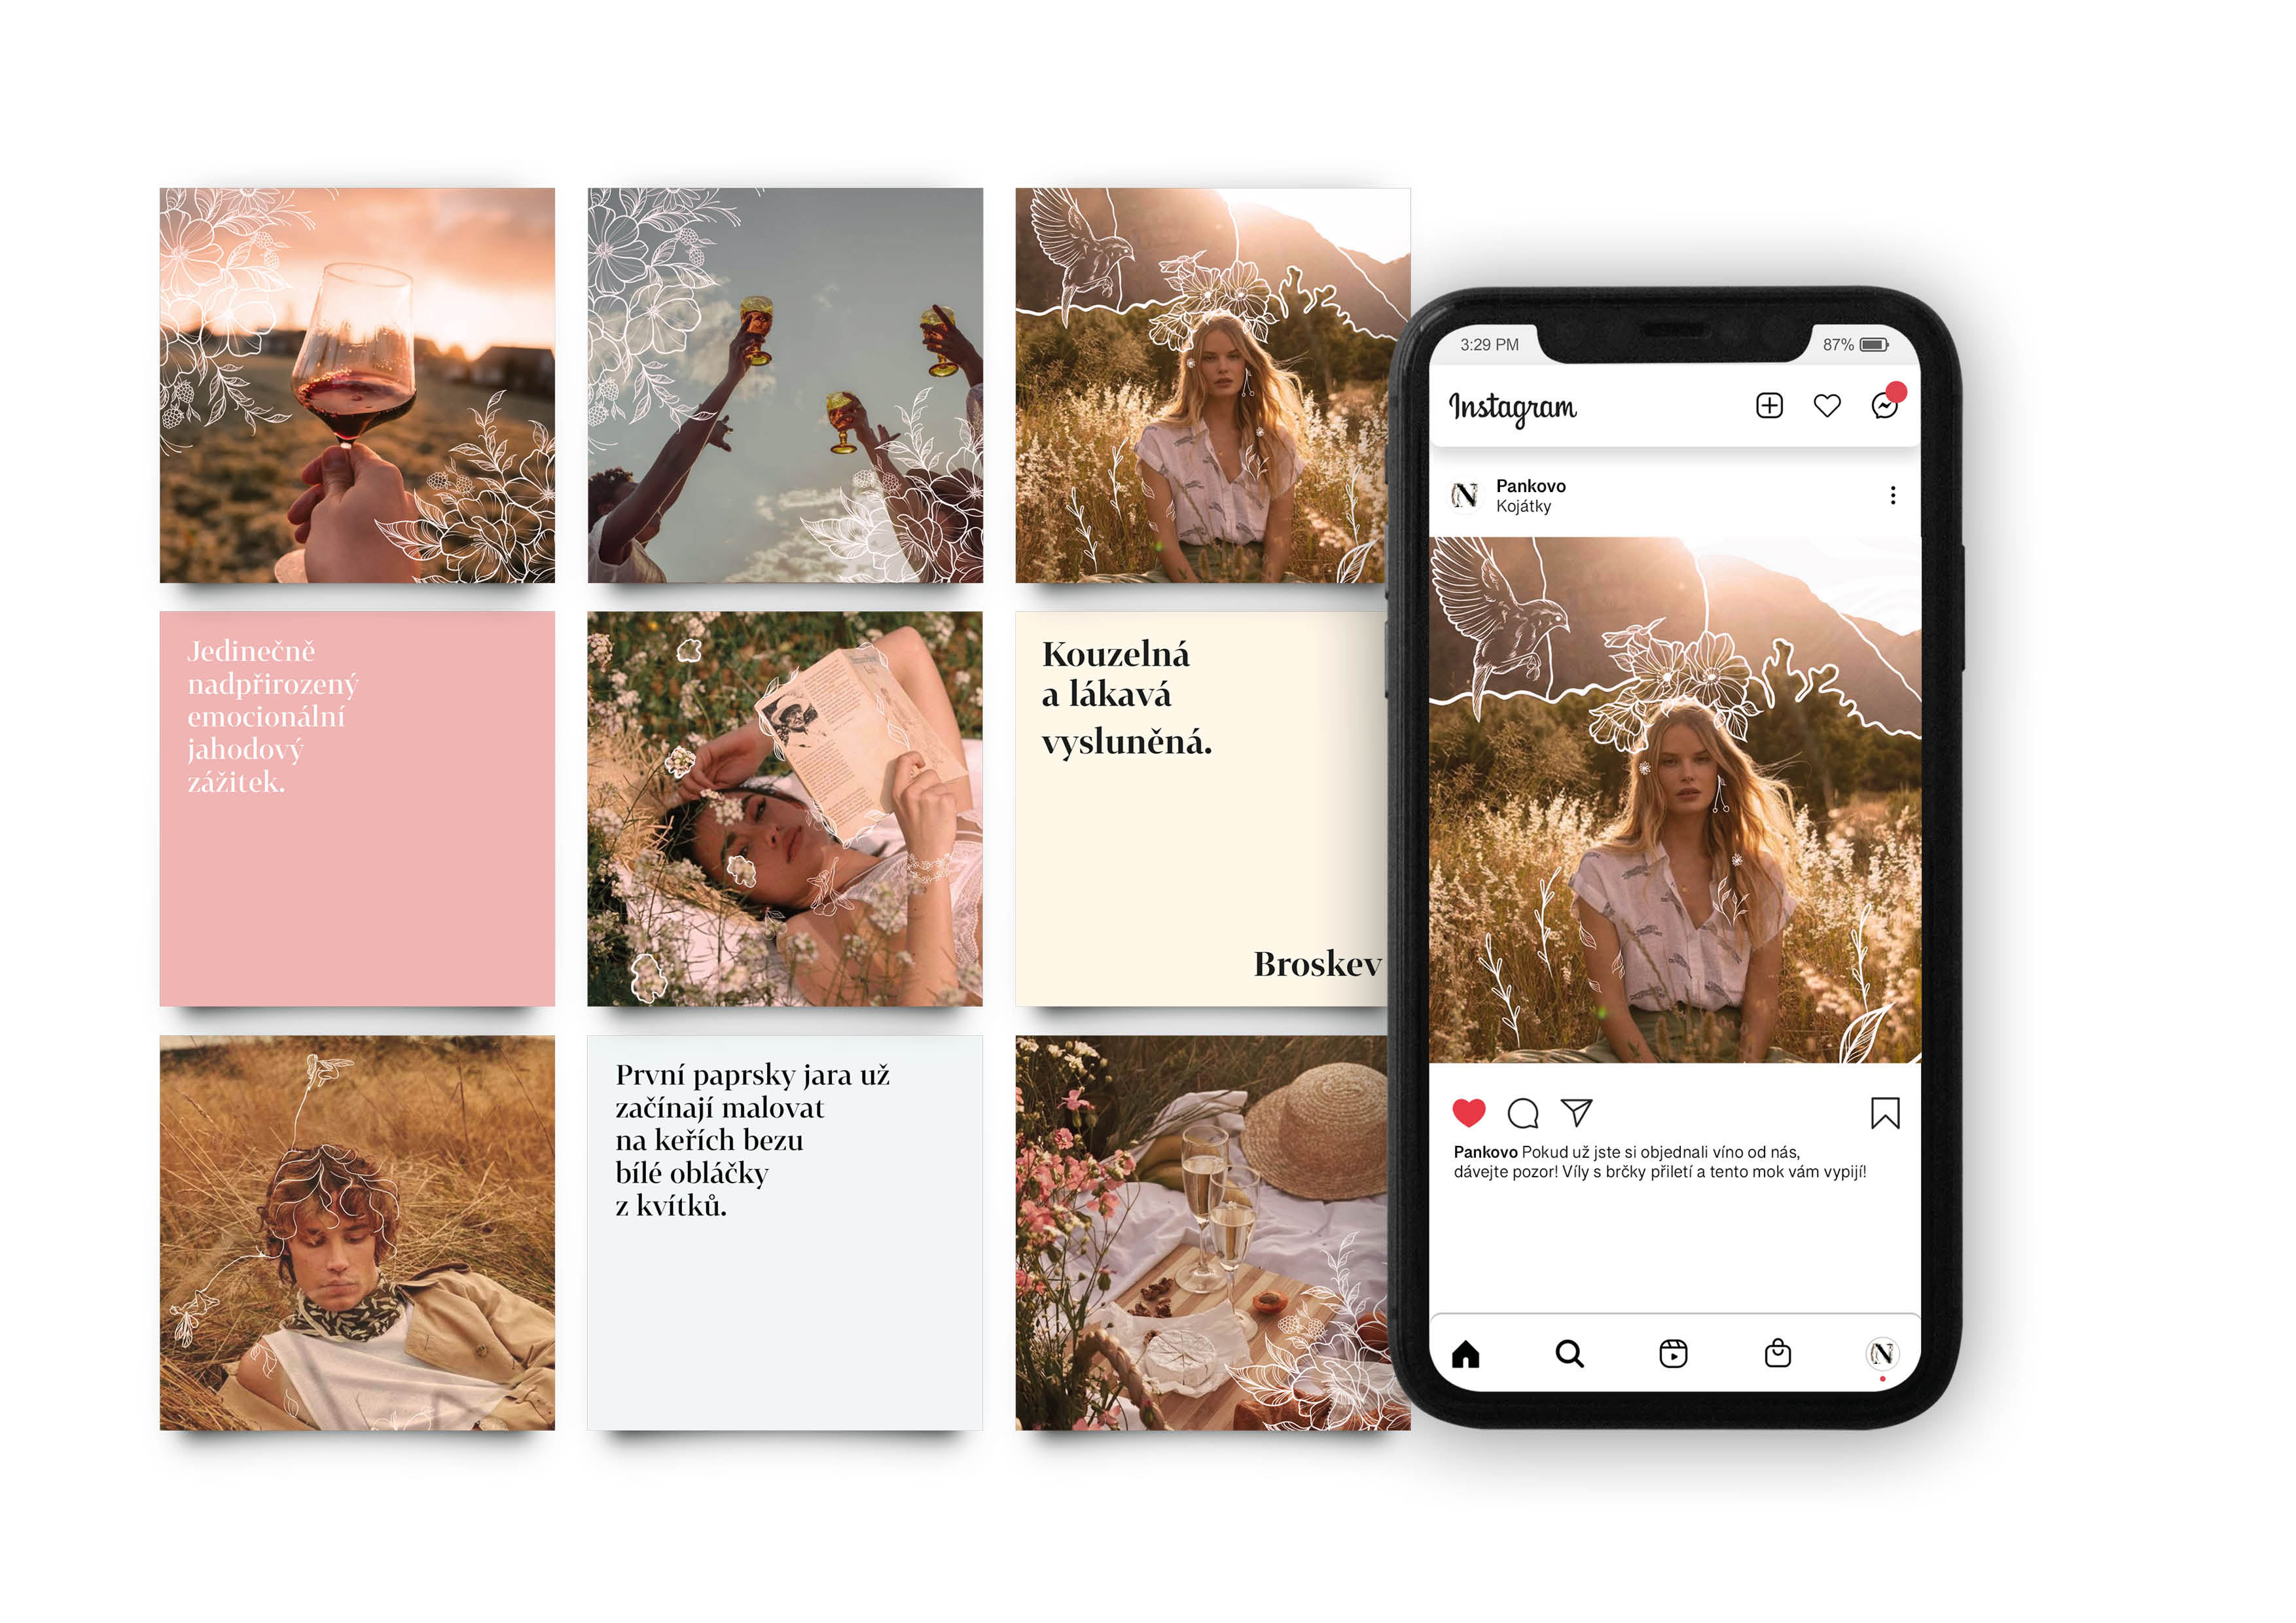 Jedinečně
nadpřirozený
emocionální
jahodový
zážitek.
Kouzelná
a lákavá
vysluněná.
Broskev
První paprsky jara už
začínají malovat
na keřích bezu
bílé obláčky
z kvítků.
3:29 PM
87%
Instagram
N
Pankovo
Kojátky
Pankovo Pokud už jste si objednali víno od nás,
dávejte pozor! Víly s brčky přiletí a tento mok vám vypijí!
N